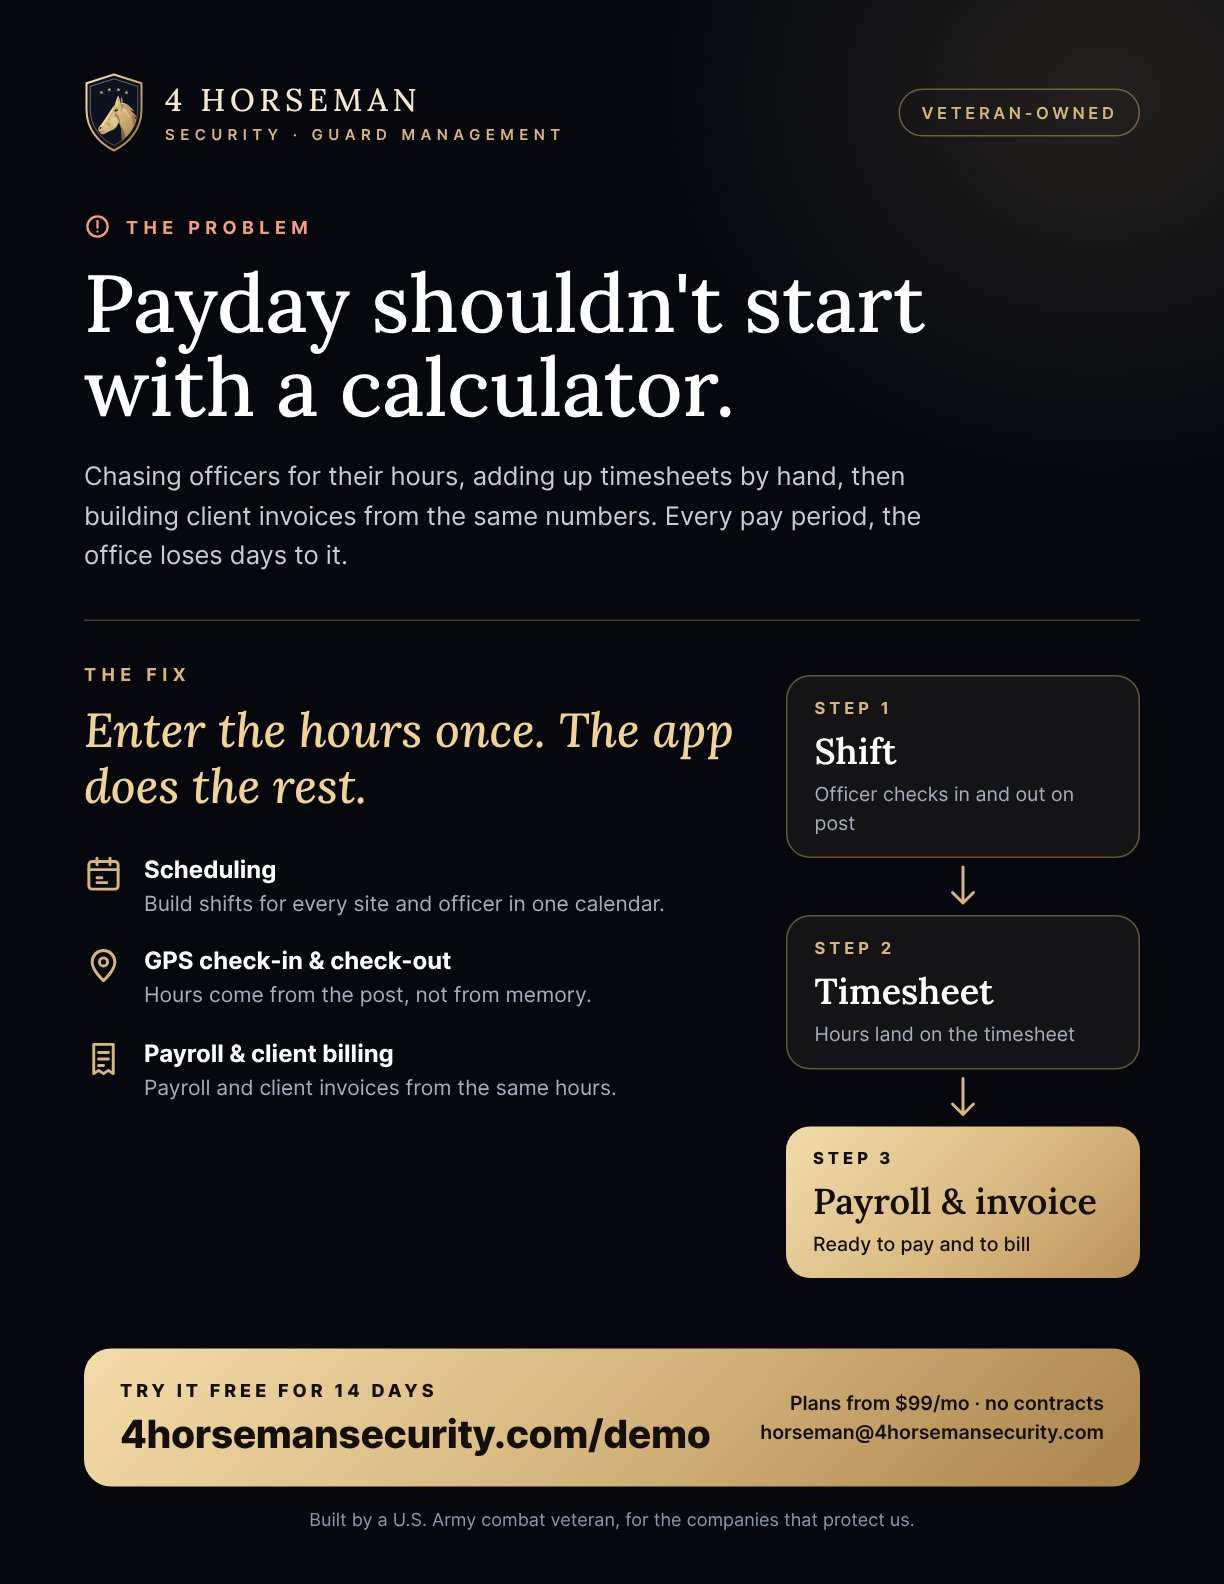 4 HORSEMAN
SECURITY · GUARD MANAGEMENT
VETERAN-OWNED
THE PROBLEM
Payday shouldn't start
with a calculator.
Chasing officers for their hours, adding up timesheets by hand, then
building client invoices from the same numbers. Every pay period, the
office loses days to it.
THE FIX
Enter the hours once. The app
does the rest.
Scheduling
Build shifts for every site and officer in one calendar.
GPS check-in & check-out
Hours come from the post, not from memory.
Payroll & client billing
Payroll and client invoices from the same hours.
STEP 1
Shift
Officer checks in and out on
post
STEP 2
Timesheet
Hours land on the timesheet
STEP 3
Payroll & invoice
Ready to pay and to bill
TRY IT FREE FOR 14 DAYS
4horsemansecurity.com/demo
Plans from $99/mo · no contracts
horseman@4horsemansecurity.com
Built by a U.S. Army combat veteran, for the companies that protect us.